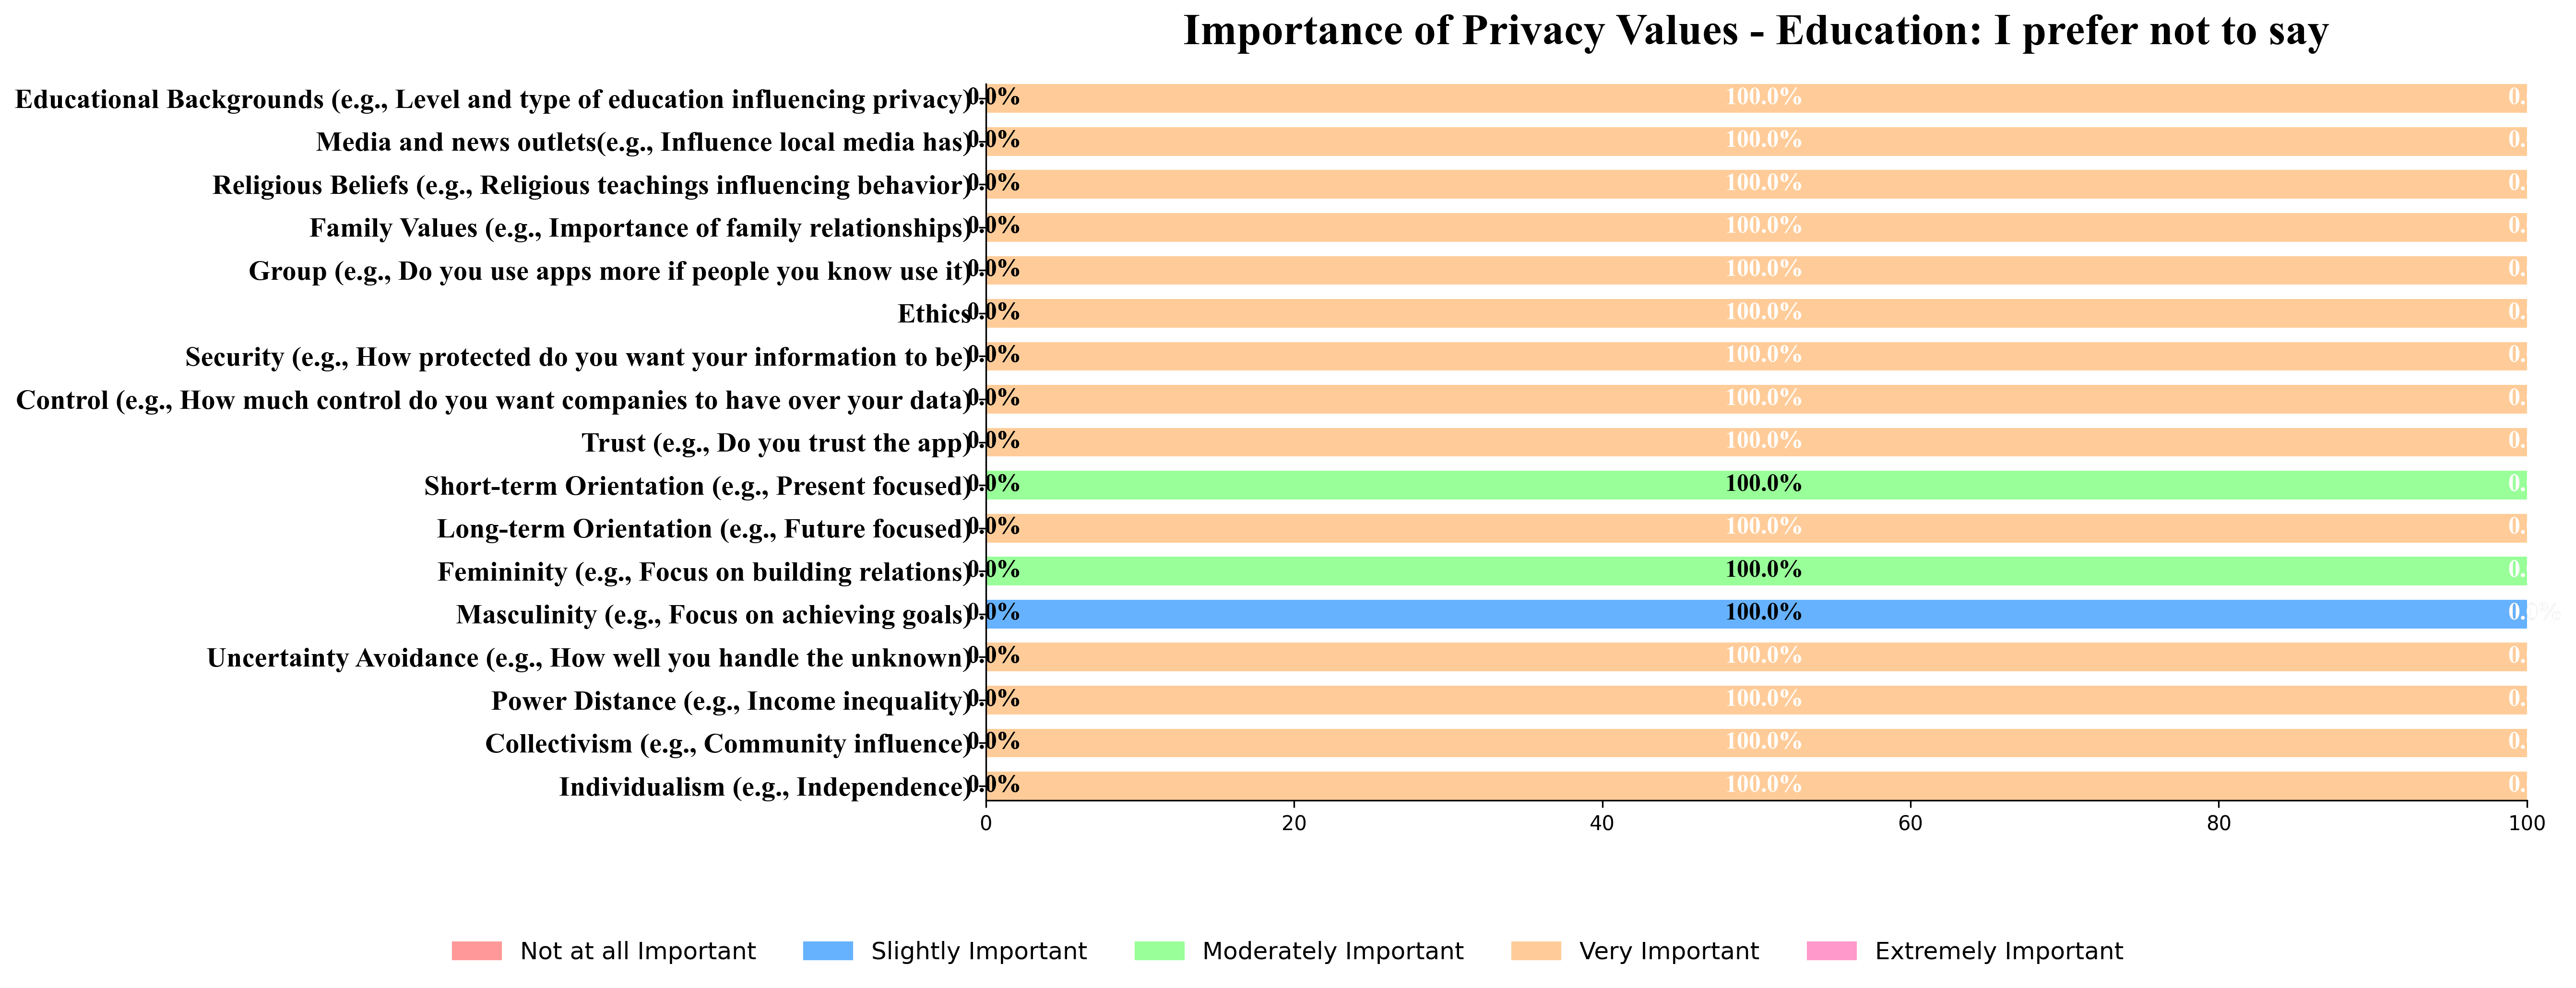 Importance of Privacy Values - Education: I prefer not to say
Educational Backgrounds (e.g., Level and type of education influencing privacy) 0.0% 100.0% 0.
Media and news outlets(e.g., Influence local media has) 0.0% 100.0% 0.
Religious Beliefs (e.g., Religious teachings influencing behavior) 0.0% 100.0% 0.
Family Values (e.g., Importance of family relationships) 0.0% 100.0% 0.
Group (e.g., Do you use apps more if people you know use it) 0.0% 100.0% 0.
Ethics 0.0% 100.0% 0.
Security (e.g., How protected do you want your information to be) 0.0% 100.0% 0.
Control (e.g., How much control do you want companies to have over your data) 0.0% 100.0% 0.
Trust (e.g., Do you trust the app) 0.0% 100.0% 0.
Short-term Orientation (e.g., Present focused) 0.0% 100.0% 0.
Long-term Orientation (e.g., Future focused) 0.0% 100.0% 0.
Femininity (e.g., Focus on building relations) 0.0% 100.0% 0.
Masculinity (e.g., Focus on achieving goals) 0.0% 100.0% 0.0%
Uncertainty Avoidance (e.g., How well you handle the unknown) 0.0% 100.0% 0.
Power Distance (e.g., Income inequality) 0.0% 100.0% 0.
Collectivism (e.g., Community influence) 0.0% 100.0% 0.
Individualism (e.g., Independence) 0.0% 100.0% 0.
0 20 40 60 80 100
Not at all Important Slightly Important Moderately Important Very Important Extremely Important